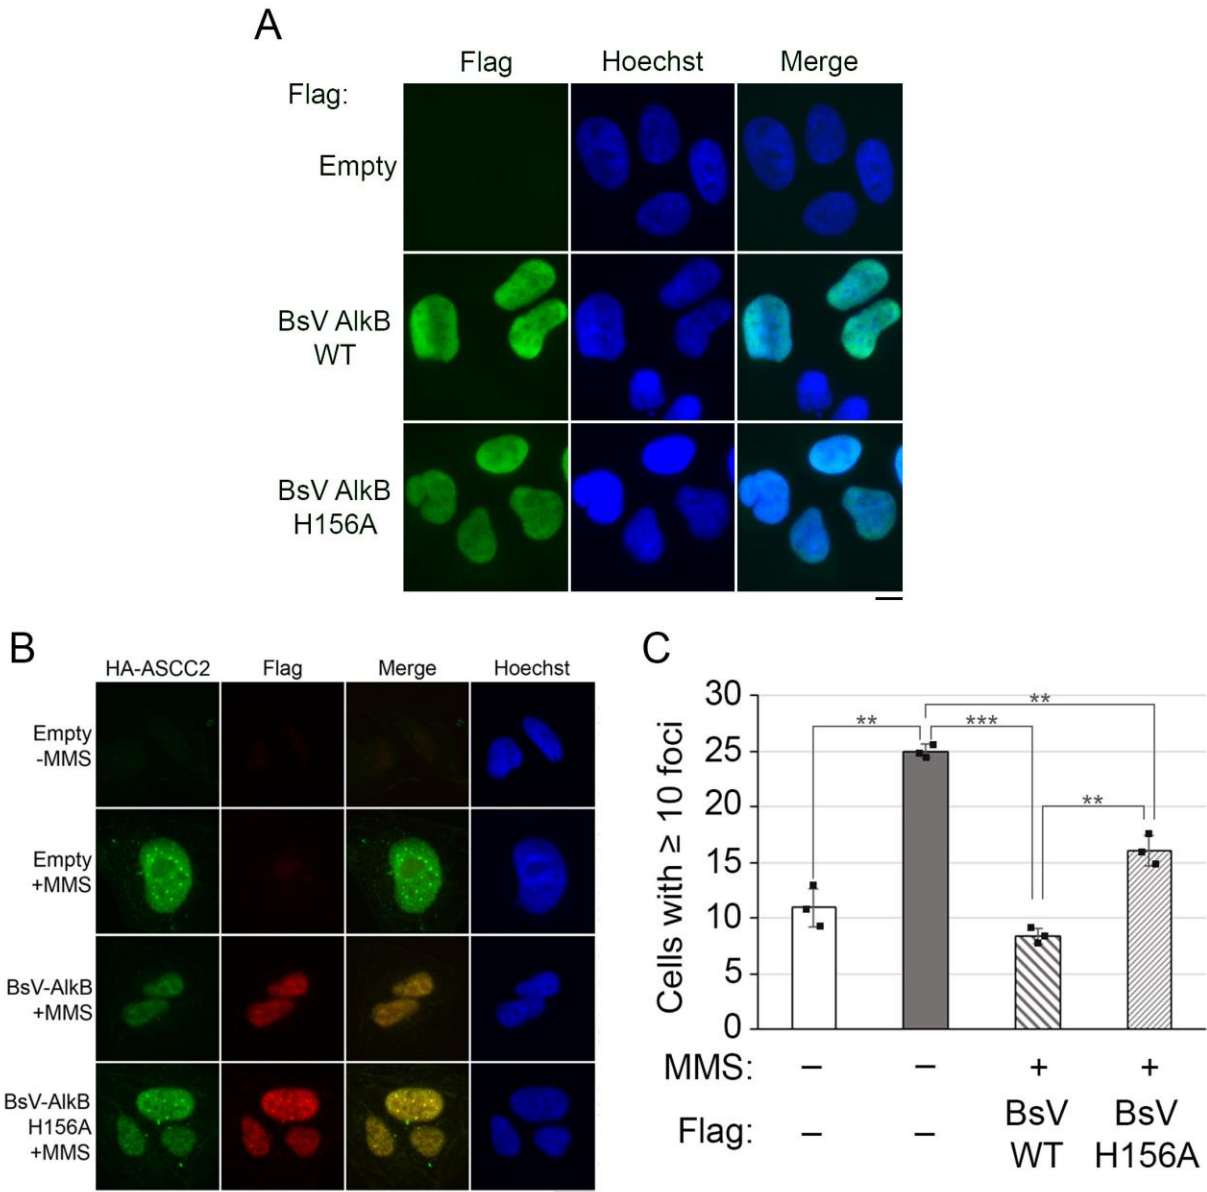 A
Flag Hoechst Merge
Flag:
Empty
BsV AlkB
WT
BsV AlkB
H156A
B
HA-ASCC2 Flag Merge Hoechst
Empty
-MMS
Empty
+MMS
BsV-AlkB
+MMS
BsV-AlkB
H156A
+MMS
C
Cells with ≥ 10 foci
30
25
20
15
10
5
0
** *** ** **
MMS: – – + +
Flag: – – BsV WT BsV H156A